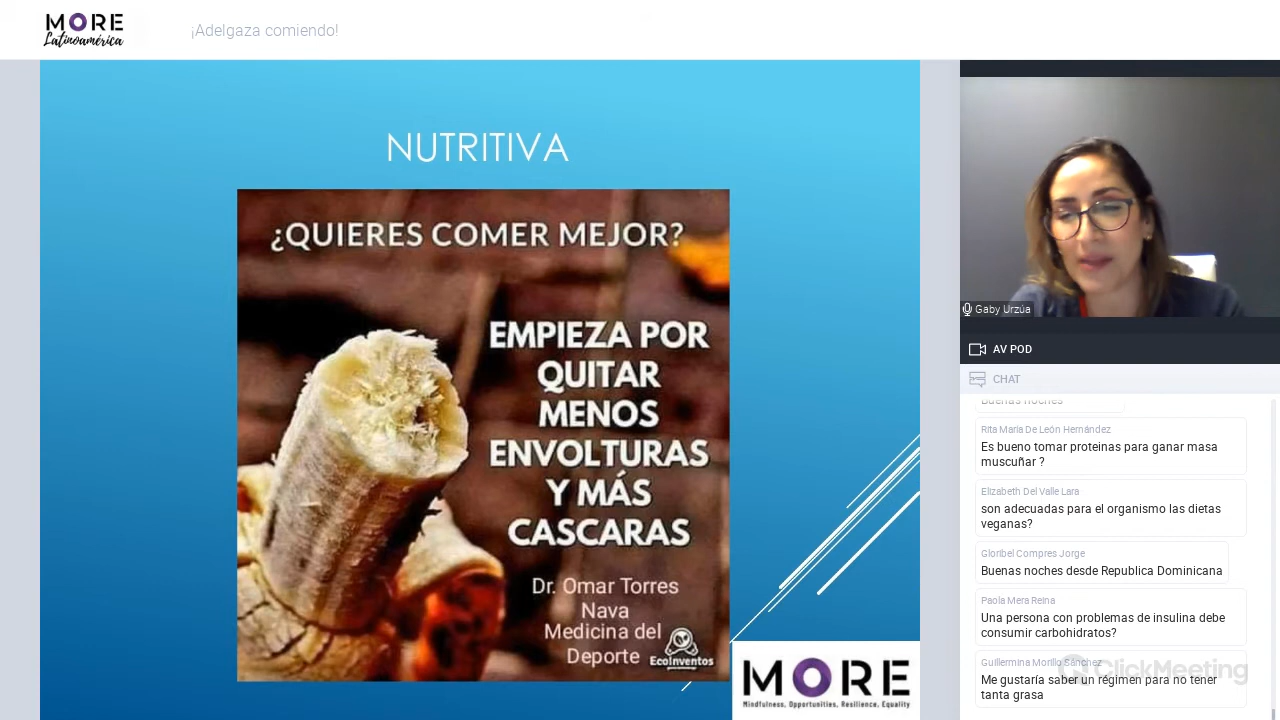 MORE
Latinoamérica
¡Adelgaza comiendo!
NUTRITIVA
¿QUIERES COMER MEJOR?
EMPIEZA POR
QUITAR
MENOS
ENVOLTURAS
Y MÁS
CASCARAS
Dr. Omar Torres
Nava
Medicina del
Deporte
EcoInventos
MORE
Mindfulness, Opportunities, Resilience, Equality
Gaby Urzúa
AV POD
CHAT
Buenas noches
Rita Maria De León Hernández
Es bueno tomar proteinas para ganar masa
muscuñar ?
Elizabeth Del Valle Lara
son adecuadas para el organismo las dietas
veganas?
Gloribel Compres Jorge
Buenas noches desde Republica Dominicana
Paola Mera Reina
Una persona con problemas de insulina debe
consumir carbohidratos?
Guillermina Morillo Sánchez
Me gustaría saber un régimen para no tener
tanta grasa
ClickMeeting